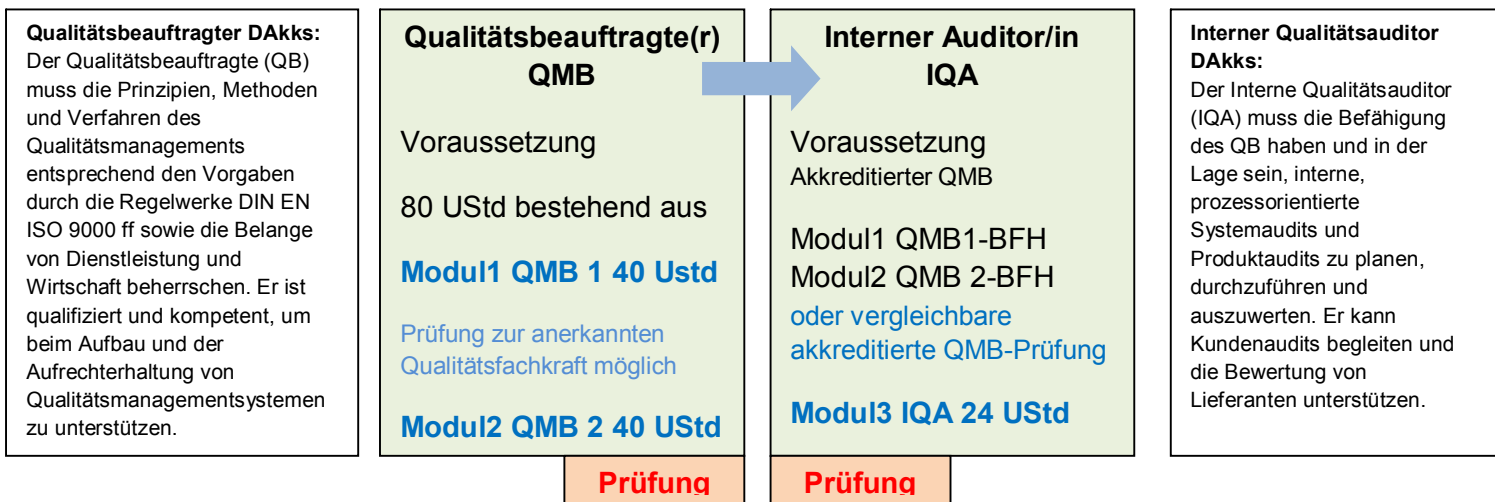 Qualitätsbeauftragter DAkks:
Der Qualitätsbeauftragte (QB)
muss die Prinzipien, Methoden
und Verfahren des
Qualitätsmanagements
entsprechend den Vorgaben
durch die Regelwerke DIN EN
ISO 9000 ff sowie die Belange
von Dienstleistung und
Wirtschaft beherrschen. Er ist
qualifiziert und kompetent, um
beim Aufbau und der
Aufrechterhaltung von
Qualitätsmanagementsystemen
zu unterstützen.
Qualitätsbeauftragte(r)
QMB
Voraussetzung
80 UStd bestehend aus
Modul1 QMB 1 40 Ustd
Prüfung zur anerkannten
Qualitätsfachkraft möglich
Modul2 QMB 2 40 UStd
Prüfung
Interner Auditor/in
IQA
Voraussetzung
Akkreditierter QMB
Modul1 QMB1-BFH
Modul2 QMB 2-BFH
oder vergleichbare
akkreditierte QMB-Prüfung
Modul3 IQA 24 UStd
Prüfung
Interner Qualitätsauditor
DAkks:
Der Interne Qualitätsauditor
(IQA) muss die Befähigung
des QB haben und in der
Lage sein, interne,
prozessorientierte
Systemaudits und
Produktaudits zu planen,
durchzuführen und
auszuwerten. Er kann
Kundenaudits begleiten und
die Bewertung von
Lieferanten unterstützen.